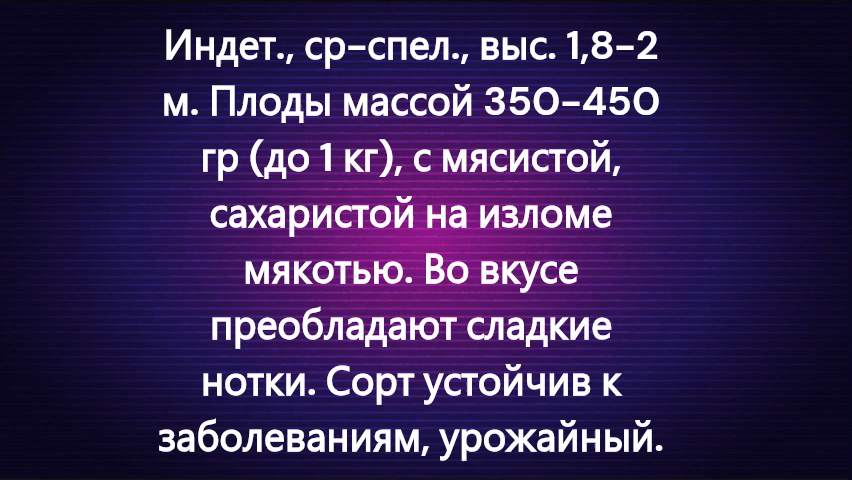 Индет., ср-спел., выс. 1,8-2
м. Плоды массой 350-450
гр (до 1 кг), с мясистой,
сахаристой на изломе
мякотью. Во вкусе
преобладают сладкие
нотки. Сорт устойчив к
заболеваниям, урожайный.